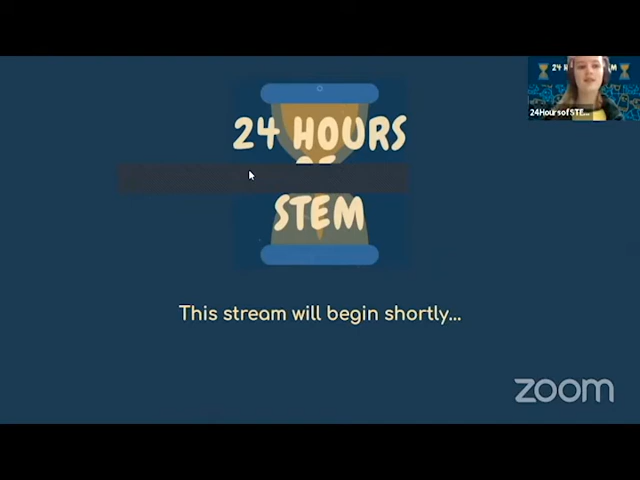 24 HOURS
STEM
This stream will begin shortly...
zoom
24HoursofSTE...